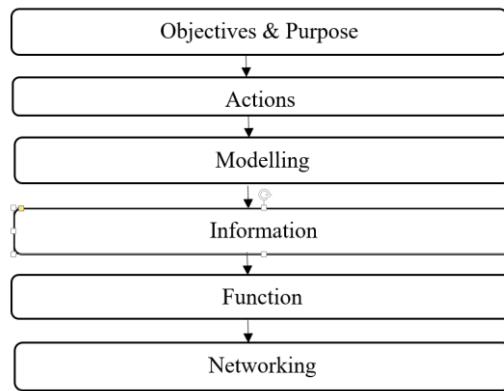 Objectives & Purpose
Actions
Modelling
Information
Function
Networking